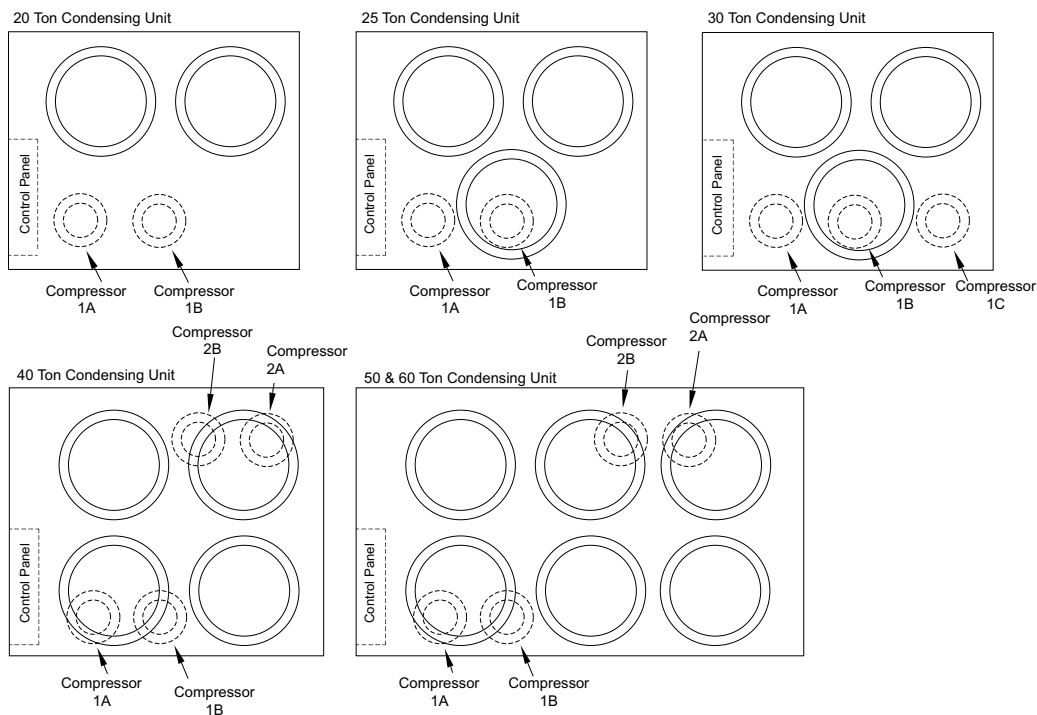 20 Ton Condensing Unit
Control Panel
Compressor
1A
Compressor
1B
25 Ton Condensing Unit
Control Panel
Compressor
1A
Compressor
1B
30 Ton Condensing Unit
Control Panel
Compressor
1A
Compressor
1B
Compressor
1C
40 Ton Condensing Unit
Compressor
2B
Compressor
2A
Control Panel
Compressor
1A
Compressor
1B
50 & 60 Ton Condensing Unit
Compressor
2B
Compressor
2A
Control Panel
Compressor
1A
Compressor
1B